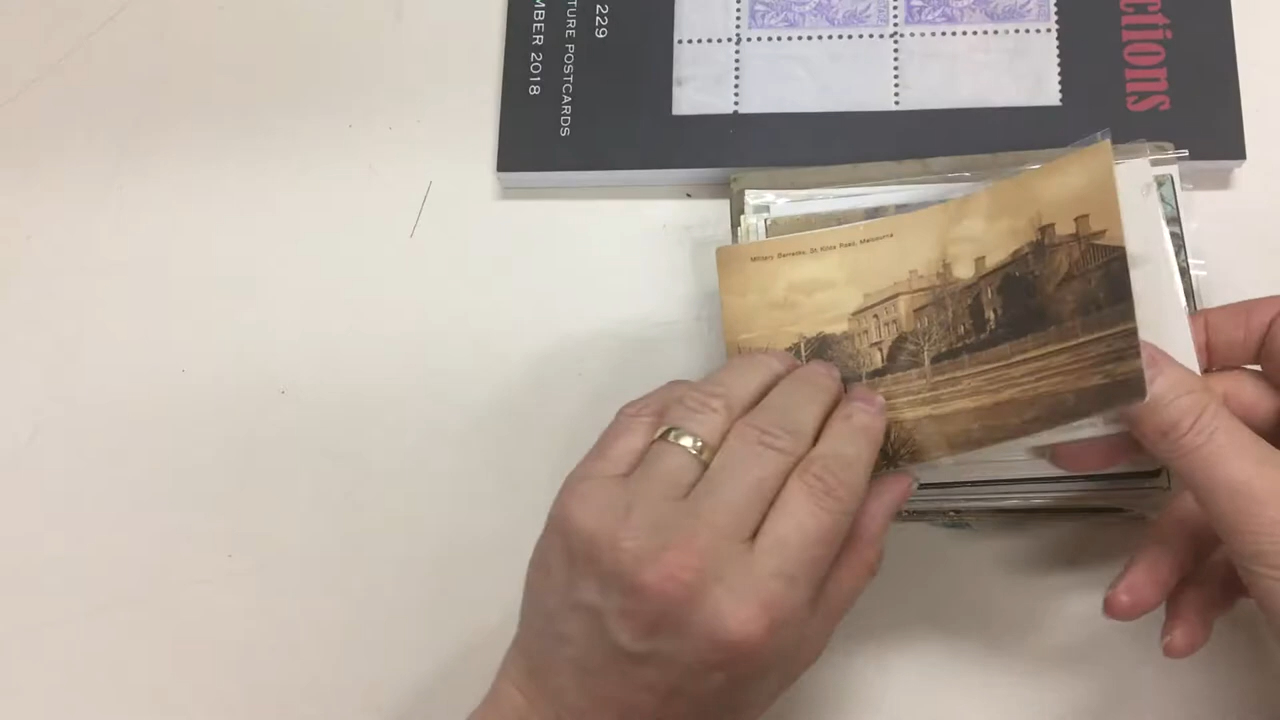 229
TURE POSTCARDS
MBER 2018
ctions
Military Barracks, St. Kilda Road, Melbourne